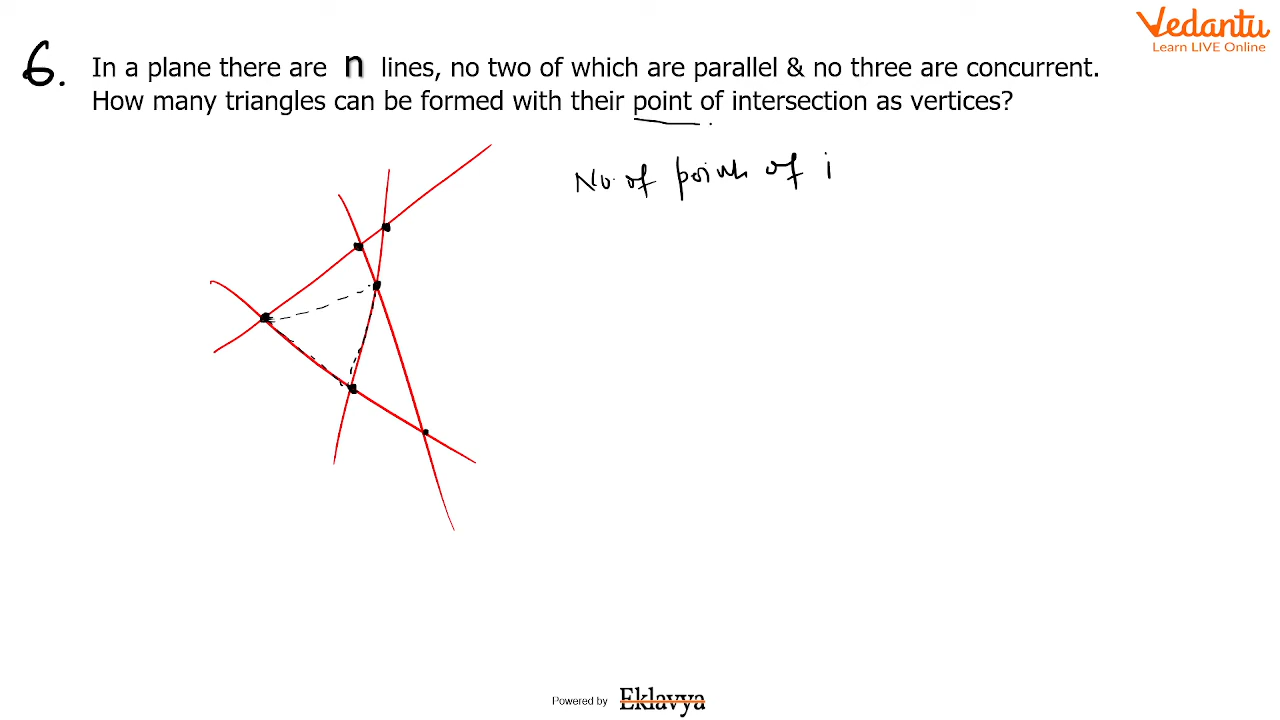 Vedantu
Learn LIVE Online
6. In a plane there are n lines, no two of which are parallel & no three are concurrent.
How many triangles can be formed with their point of intersection as vertices?
No. of points of i
Powered by Eklavya